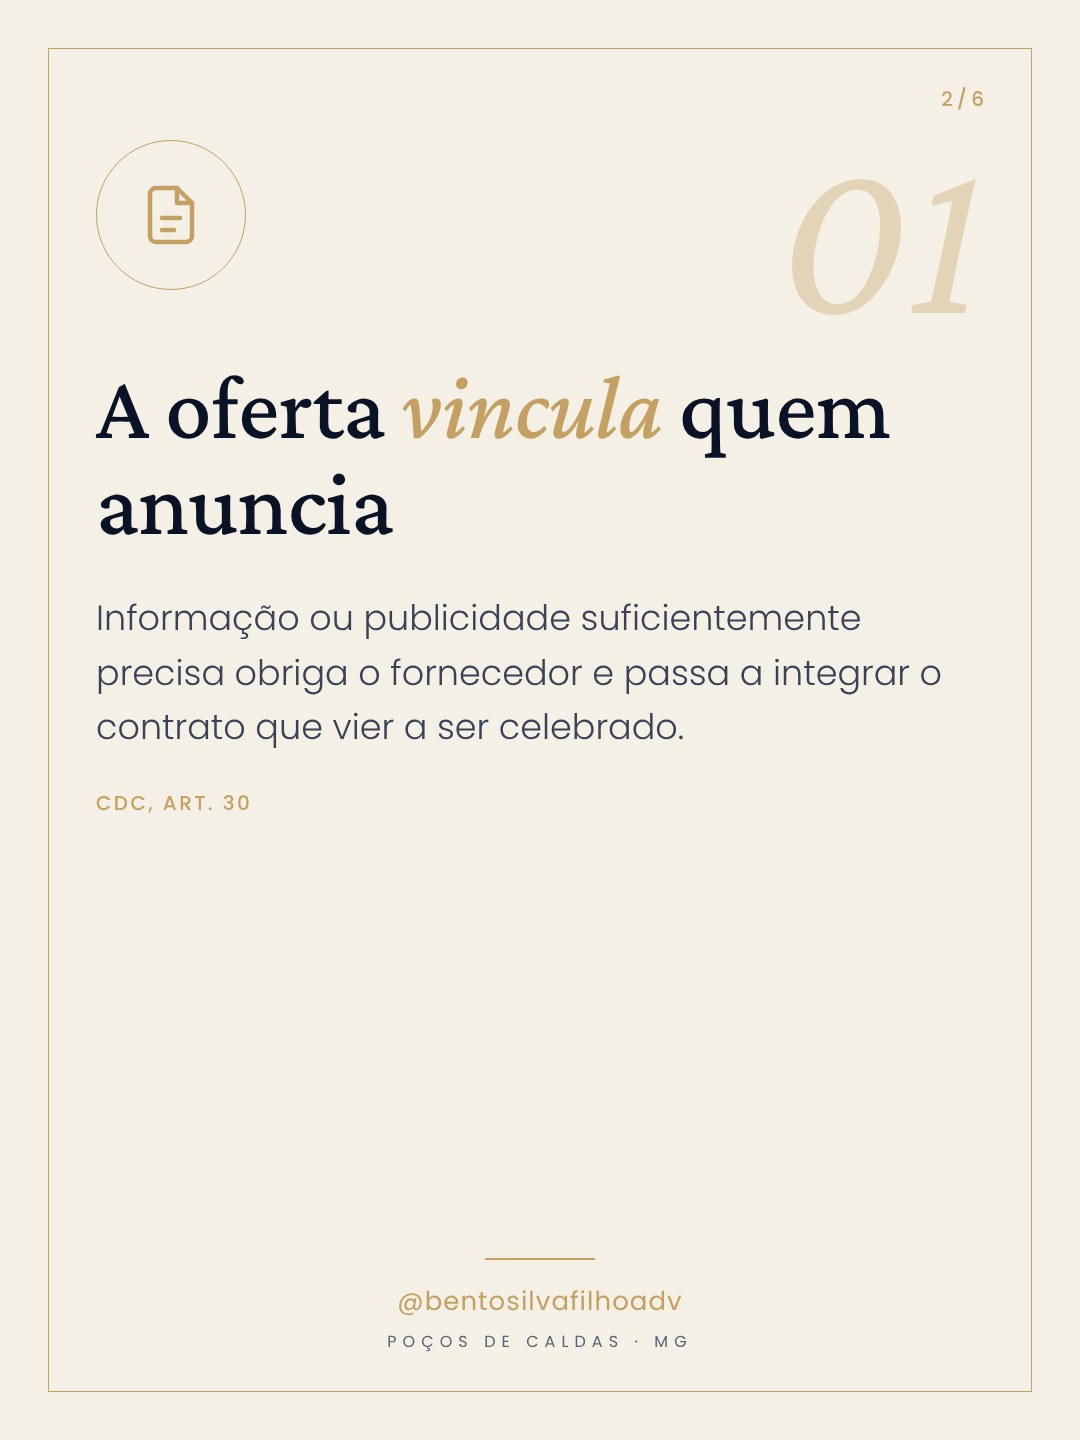 2/6
01
A oferta vincula quem
anuncia
Informação ou publicidade suficientemente
precisa obriga o fornecedor e passa a integrar o
contrato que vier a ser celebrado.
CDC, ART. 30
@bentosilvafilhoadv
POÇOS DE CALDAS · MG